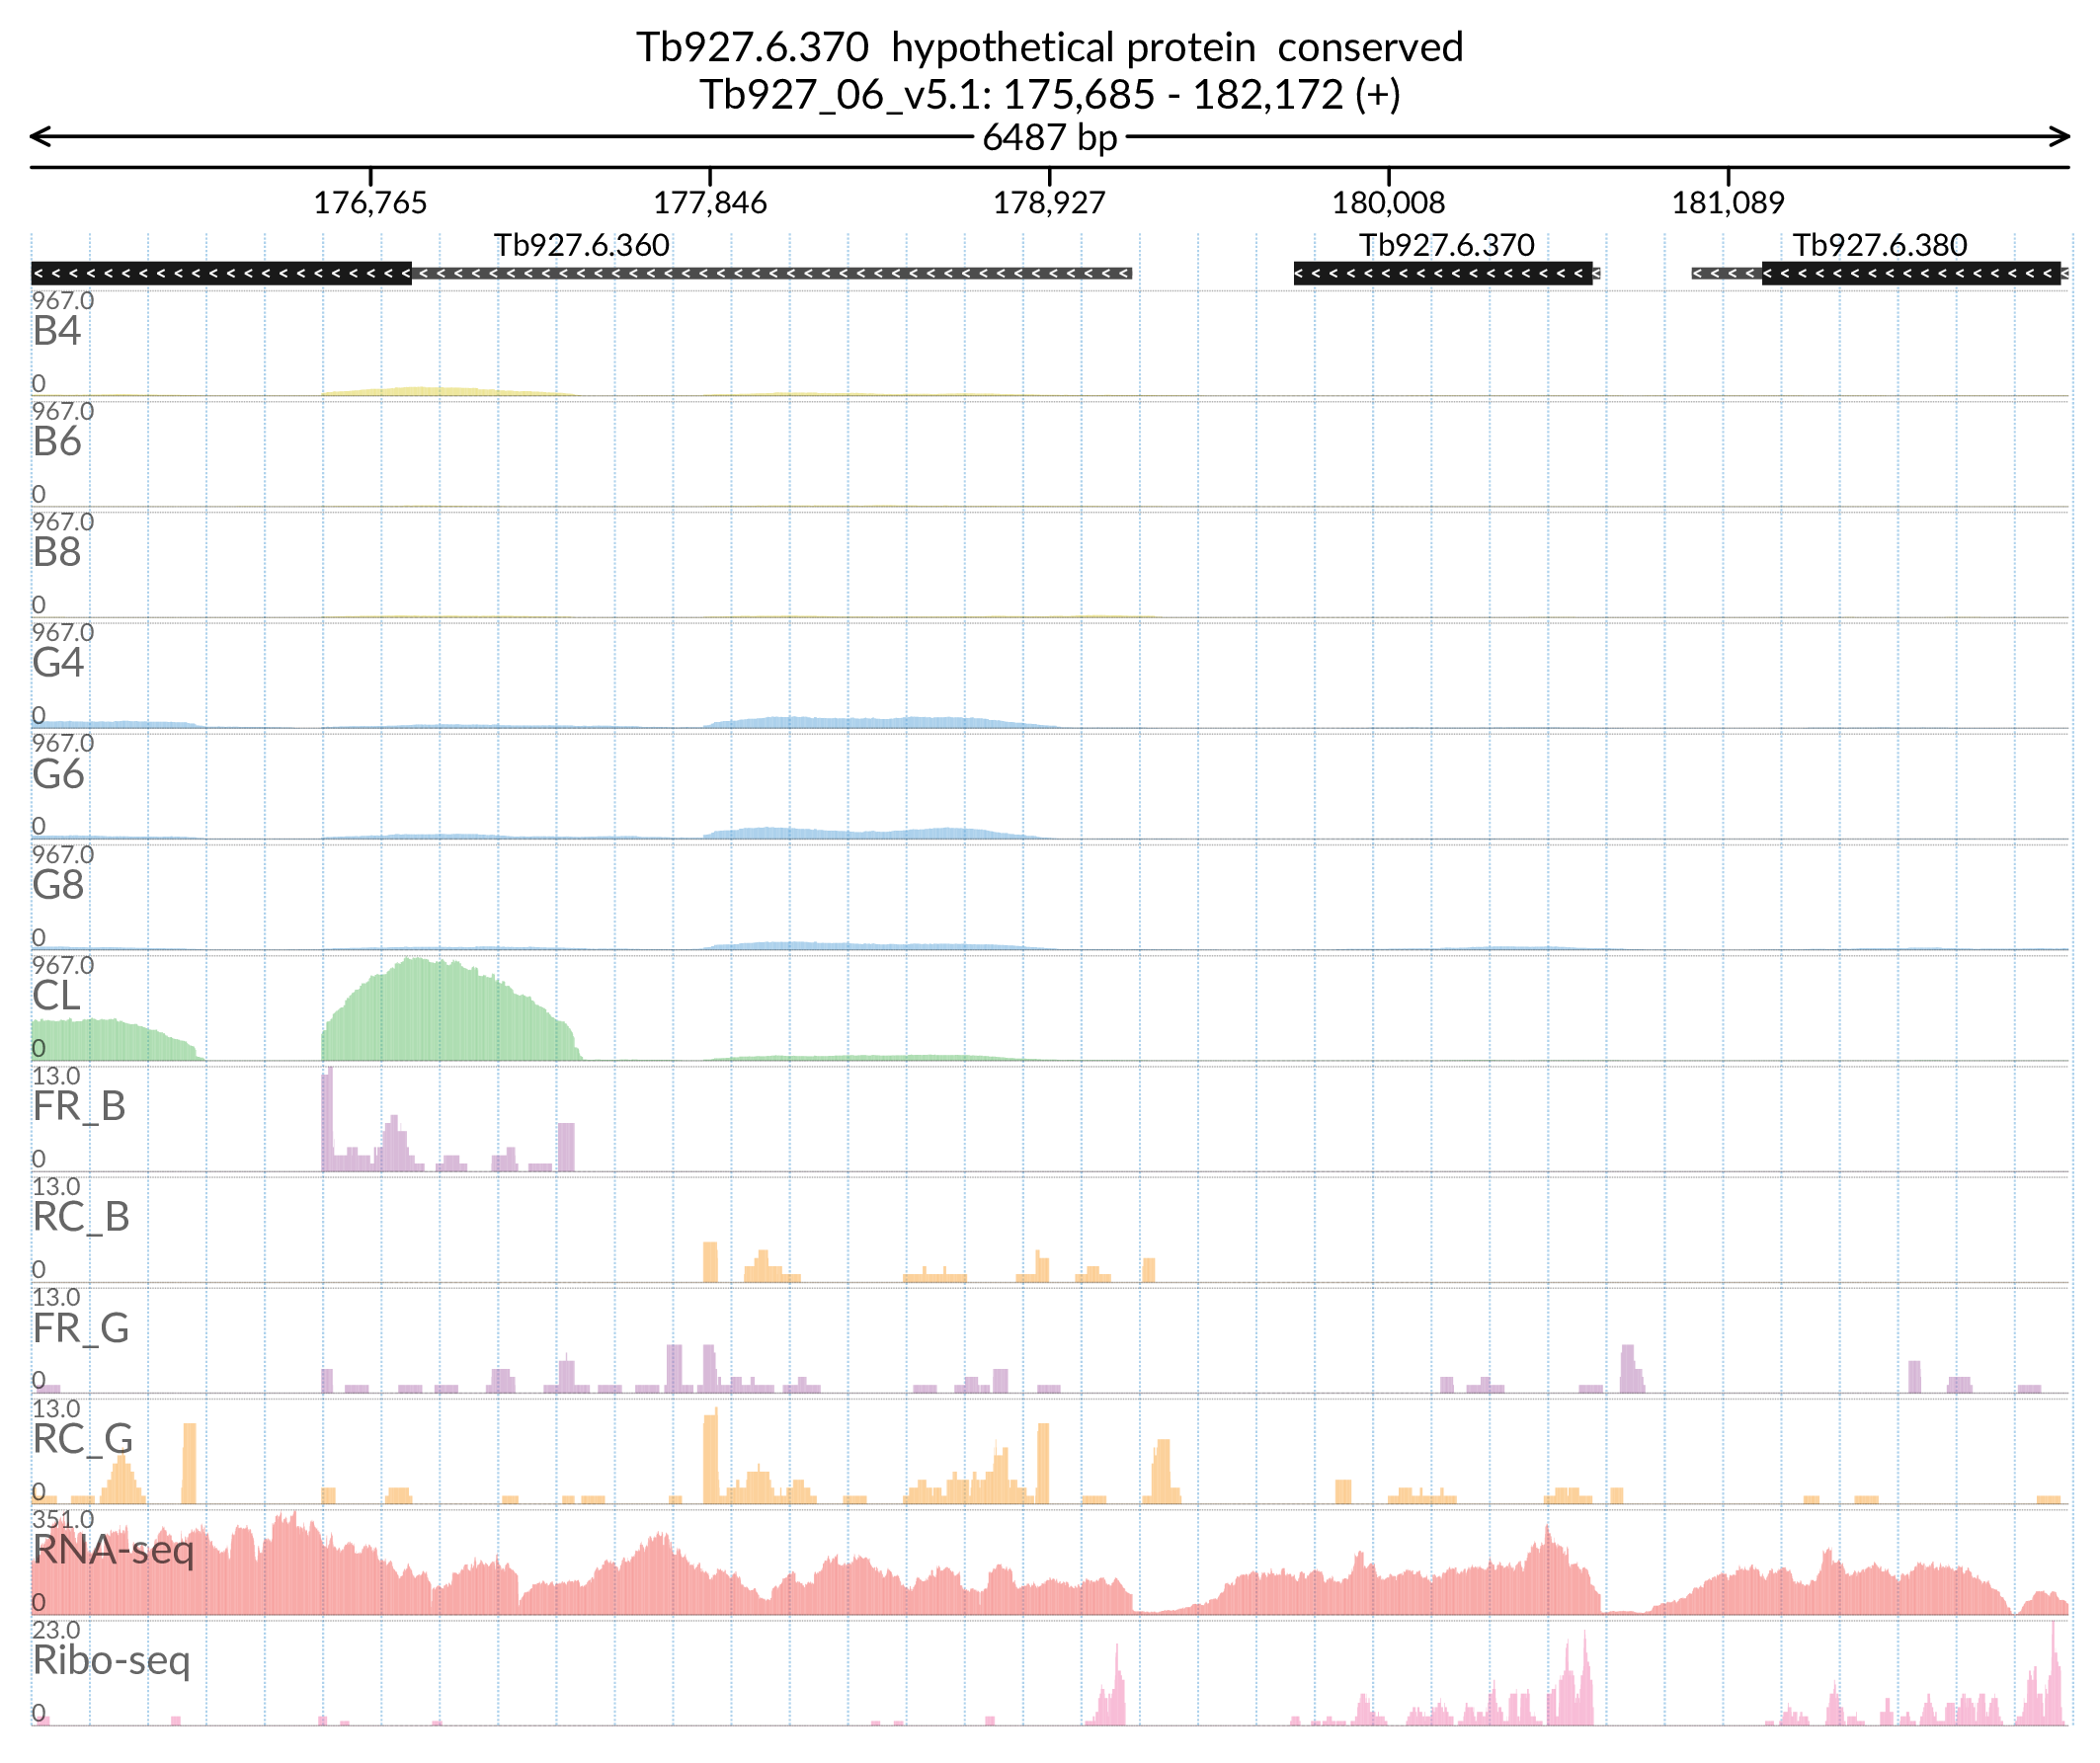 Tb927.6.370  hypothetical protein  conserved
Tb927_06_v5.1: 175,685 - 182,172 (+)
6487 bp
176,765 177,846 178,927 180,008 181,089
Tb927.6.360 Tb927.6.370 Tb927.6.380
967.0
B4
0
967.0
B6
0
967.0
B8
0
967.0
G4
0
967.0
G6
0
967.0
G8
0
967.0
CL
0
13.0
FR_B
0
13.0
RC_B
0
13.0
FR_G
0
13.0
RC_G
0
351.0
RNA-seq
0
23.0
Ribo-seq
0